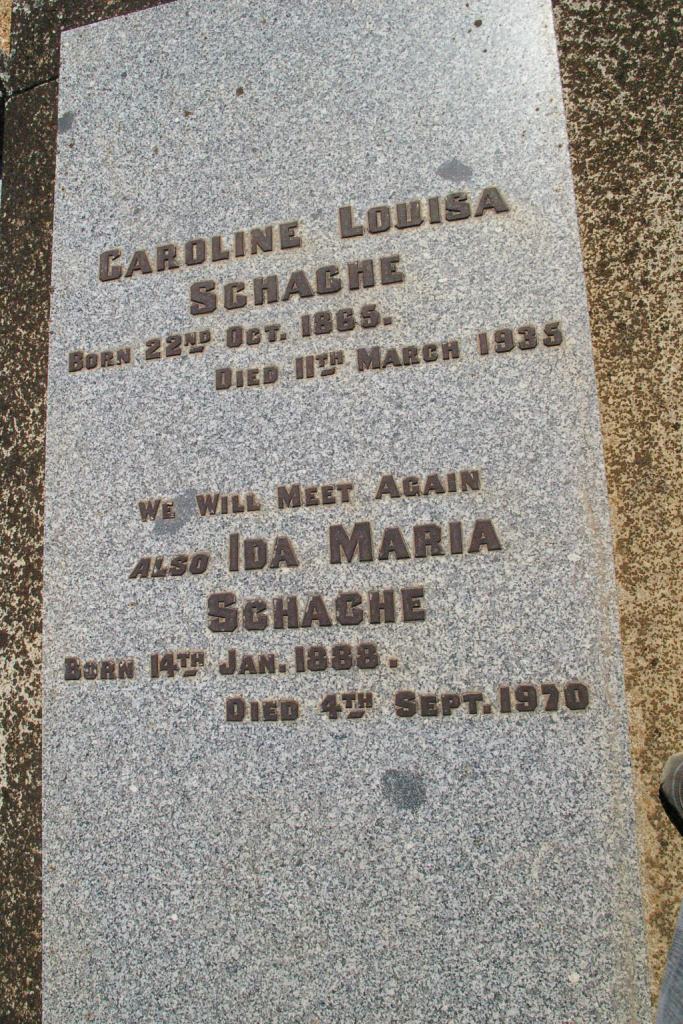 CAROLINE LOUISA
SCHACHE
BORN 22ND OCT. 1865.
DIED 11TH MARCH 1935
WE WILL MEET AGAIN
ALSO IDA MARIA
SCHACHE
BORN 14TH JAN. 1888.
DIED 4TH SEPT. 1970